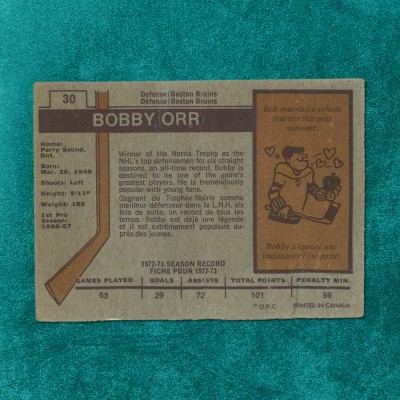 30
Defense/Boston Bruins
Défense/Boston Bruins
BOBBY ORR
Home:
Parry Sound,
Ont.
Born:
Mar. 20, 1948
Shoots: Left
Height: 5'11"
Weight: 185
1st Pro
Season:
1966-67
Winner of the Norris Trophy as the
NHL's top defensemen for six straight
seasons, an all-time record, Bobby is
destined to be one of the game's
greatest players. He is tremendously
popular with young fans.
Gagnant du Trophée Norris comme
meilleur défenseur dans la L.N.H. six
fois de suite, un record de tous les
temps. Bobby est déjà une légende
et il est extrêmement populaire au-
près des jeunes.
Bob married a school
teacher this past
summer.
Bobby a épousé une
institutrice l'été passé.
1972-73 SEASON RECORD
FICHE POUR 1972-73
GAMES PLAYED GOALS ASSISTS TOTAL POINTS PENALTY MIN.
63 29 72 101 98
© O.P.C. PRINTED IN CANADA